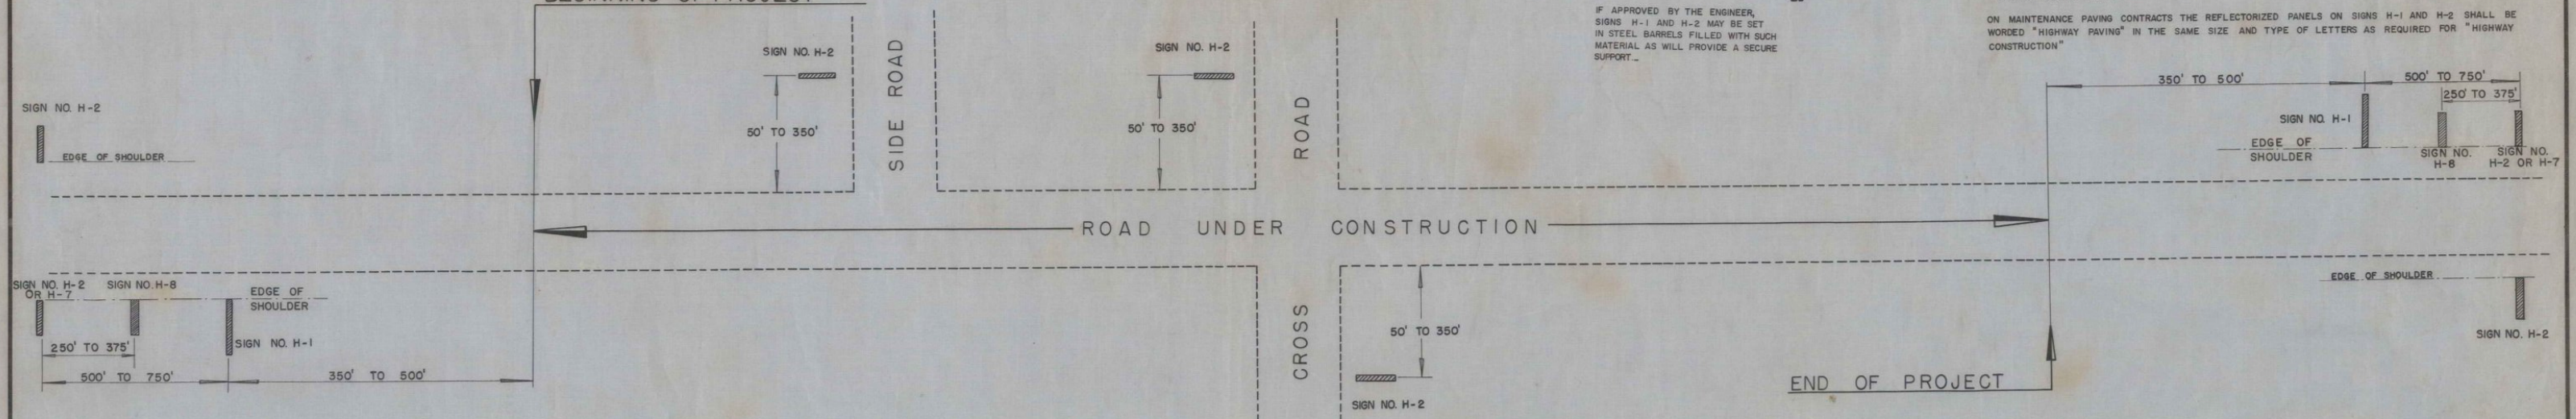 BEGINNING OF PROJECT
IF APPROVED BY THE ENGINEER,
SIGNS H-1 AND H-2 MAY BE SET
IN STEEL BARRELS FILLED WITH SUCH
MATERIAL AS WILL PROVIDE A SECURE
SUPPORT
ON MAINTENANCE PAVING CONTRACTS THE REFLECTORIZED PANELS ON SIGNS H-1 AND H-2 SHALL BE
WORDED "HIGHWAY PAVING" IN THE SAME SIZE AND TYPE OF LETTERS AS REQUIRED FOR "HIGHWAY
CONSTRUCTION"
SIGN NO. H-2
EDGE OF SHOULDER
SIGN NO. H-2
50' TO 350'
SIDE ROAD
SIGN NO. H-2
50' TO 350'
ROAD
350' TO 500'
500' TO 750'
250' TO 375'
SIGN NO. H-1
EDGE OF
SHOULDER
SIGN NO.
H-8
SIGN NO.
H-2 OR H-7
ROAD UNDER CONSTRUCTION
SIGN NO. H-2
OR H-7
SIGN NO. H-8
EDGE OF
SHOULDER
SIGN NO. H-1
250' TO 375'
500' TO 750'
350' TO 500'
CROSS
50' TO 350'
SIGN NO. H-2
EDGE OF SHOULDER
SIGN NO. H-2
END OF PROJECT